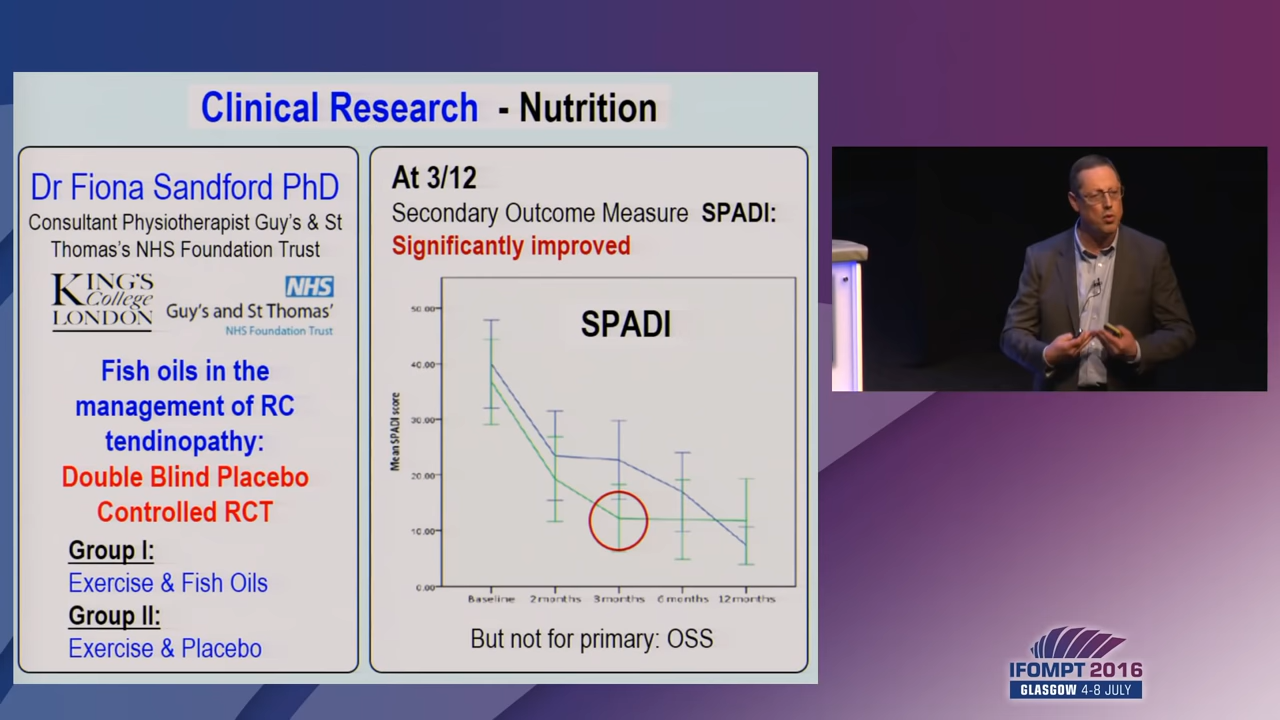 Clinical Research - Nutrition
Dr Fiona Sandford PhD
Consultant Physiotherapist Guy's & St
Thomas's NHS Foundation Trust
KING'S
College
LONDON
NHS
Guy's and St Thomas'
NHS Foundation Trust
Fish oils in the
management of RC
tendinopathy:
Double Blind Placebo
Controlled RCT
Group I:
Exercise & Fish Oils
Group II:
Exercise & Placebo
At 3/12
Secondary Outcome Measure SPADI:
Significantly improved
SPADI
Mean SPADI score
50.00
40.00
30.00
20.00
10.00
0.00
Baseline 2 months 3 months 6 months 12 months
But not for primary: OSS
IFOMPT 2016
GLASGOW 4-8 JULY